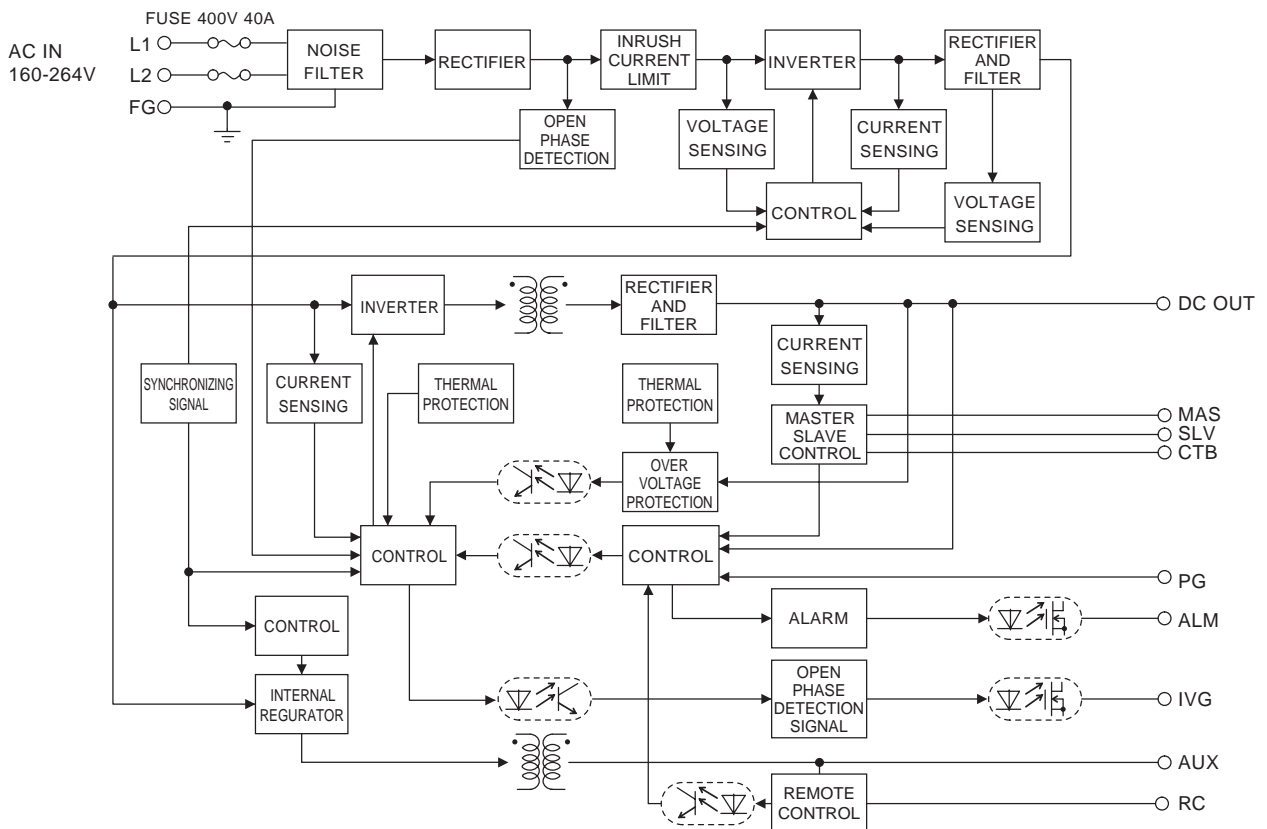 FUSE 400V 40A
AC IN
160-264V
L1
L2
FG
NOISE
FILTER
RECTIFIER
INRUSH
CURRENT
LIMIT
INVERTER
RECTIFIER
AND
FILTER
OPEN
PHASE
DETECTION
VOLTAGE
SENSING
CURRENT
SENSING
CONTROL
VOLTAGE
SENSING
INVERTER
RECTIFIER
AND
FILTER
DC OUT
SYNCHRONIZING
SIGNAL
CURRENT
SENSING
THERMAL
PROTECTION
THERMAL
PROTECTION
CURRENT
SENSING
MASTER
SLAVE
CONTROL
MAS
SLV
CTB
OVER
VOLTAGE
PROTECTION
CONTROL
CONTROL
PG
CONTROL
ALARM
ALM
INTERNAL
REGURATOR
OPEN
PHASE
DETECTION
SIGNAL
IVG
AUX
REMOTE
CONTROL
RC